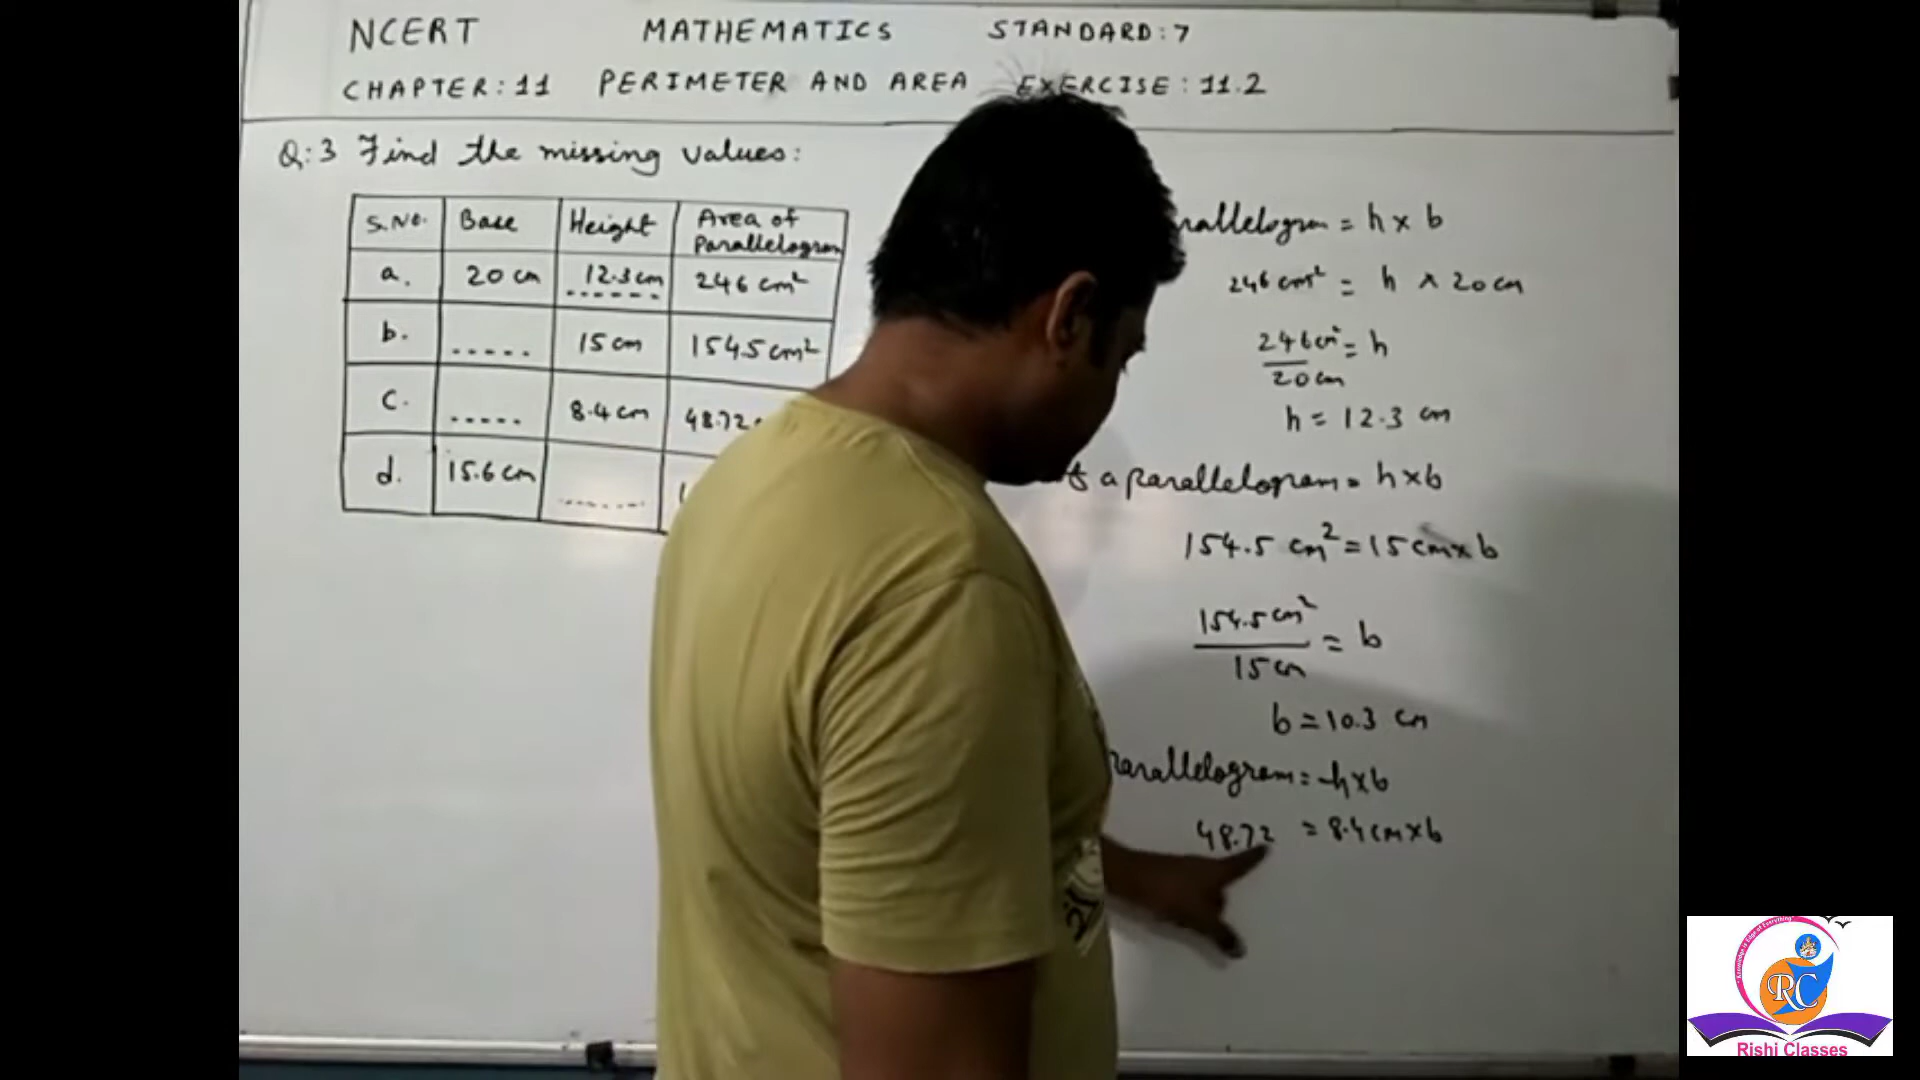 NCERT MATHEMATICS STANDARD: 7
CHAPTER: 11 PERIMETER AND AREA EXERCISE: 11.2
Q:3 Find the missing values:
S.No. Base Height Area of Parallelogram
a. 20 cm 12.3 cm 246 cm²
b. ..... 15 cm 154.5 cm²
c. ..... 8.4 cm 48.72
d. 15.6 cm .......
rallelogram = h × b
246 cm² = h × 20 cm
246 cm² = h
20 cm
h = 12.3 cm
a parallelogram = h × b
154.5 cm² = 15 cm × b
154.5 cm² = b
15 cm
b = 10.3 cm
parallelogram = h × b
48.72 = 8.4 cm × b
RC
Rishi Classes